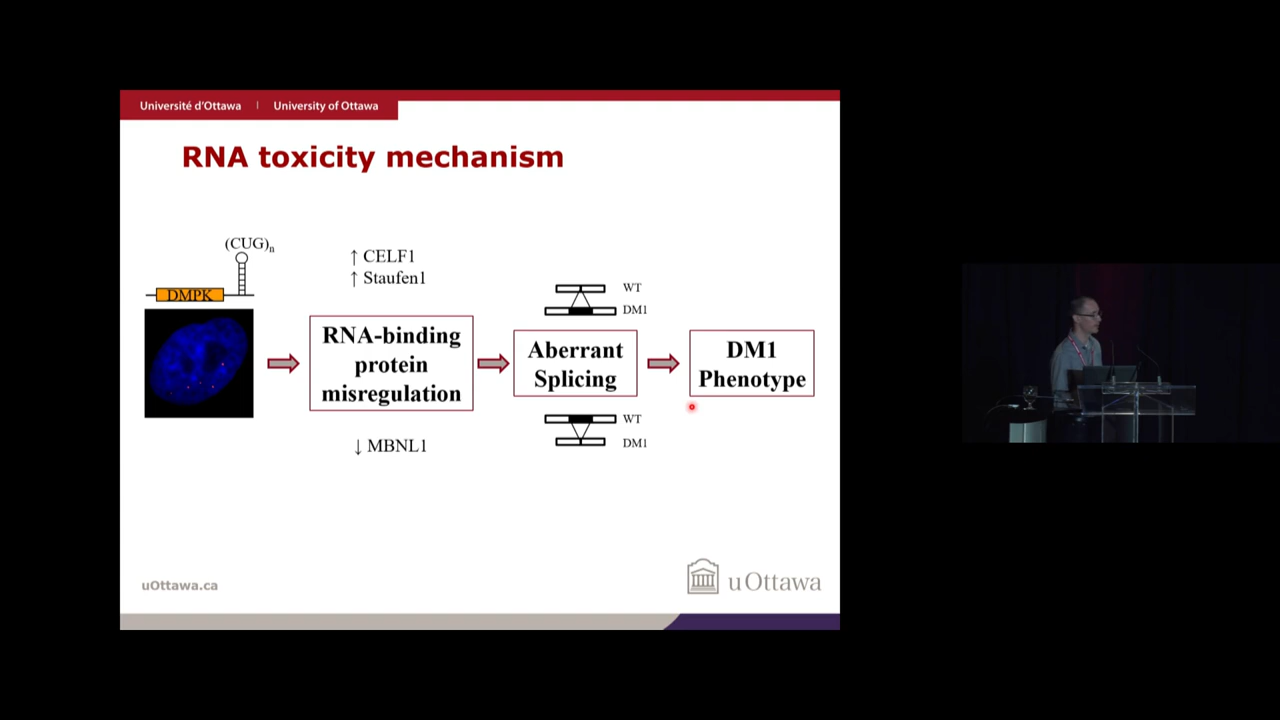 Université d'Ottawa | University of Ottawa
RNA toxicity mechanism
(CUG)n
DMPK
↑ CELF1
↑ Staufen1
RNA-binding
protein
misregulation
↓ MBNL1
WT
DM1
Aberrant
Splicing
WT
DM1
DM1
Phenotype
uOttawa.ca
uOttawa